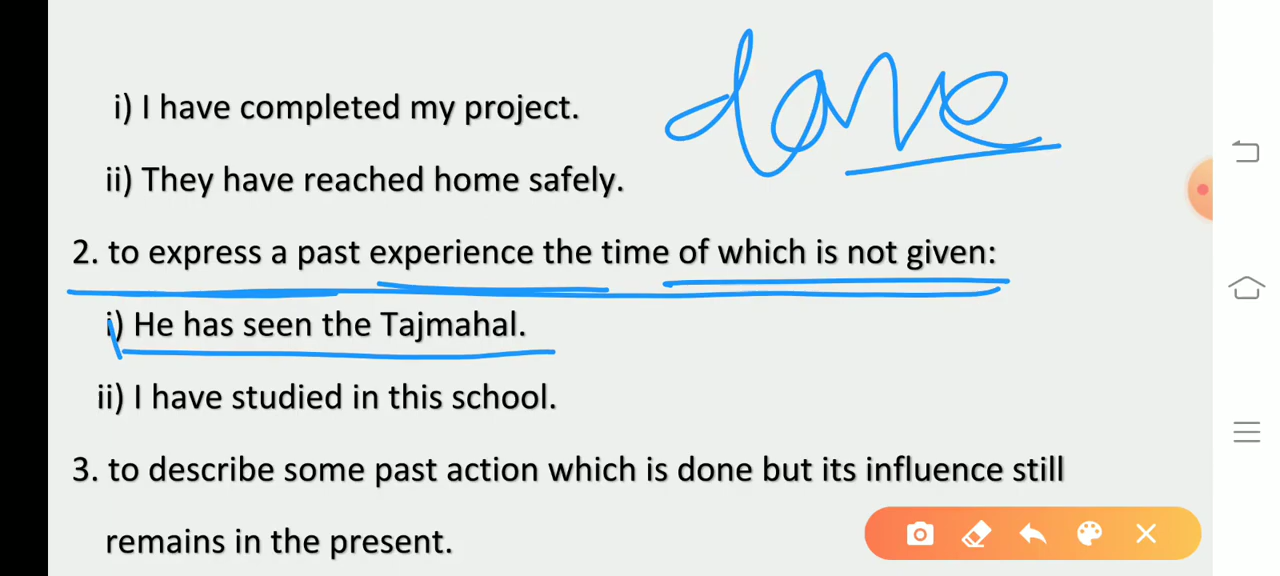 i) I have completed my project.
done
ii) They have reached home safely.
2. to express a past experience the time of which is not given:
i) He has seen the Tajmahal.
ii) I have studied in this school.
3. to describe some past action which is done but its influence still
remains in the present.